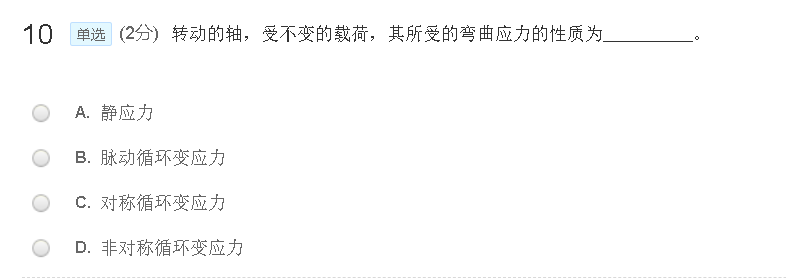 10 单选 (2分) 转动的轴，受不变的载荷，其所受的弯曲应力的性质为__________。
A. 静应力
B. 脉动循环变应力
C. 对称循环变应力
D. 非对称循环变应力